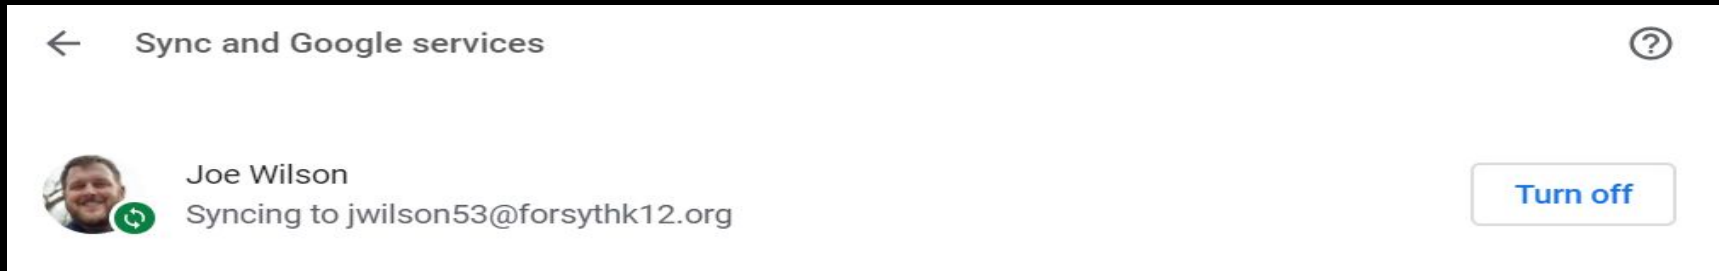 Sync and Google services
Joe Wilson
Syncing to jwilson53@forsythk12.org
Turn off